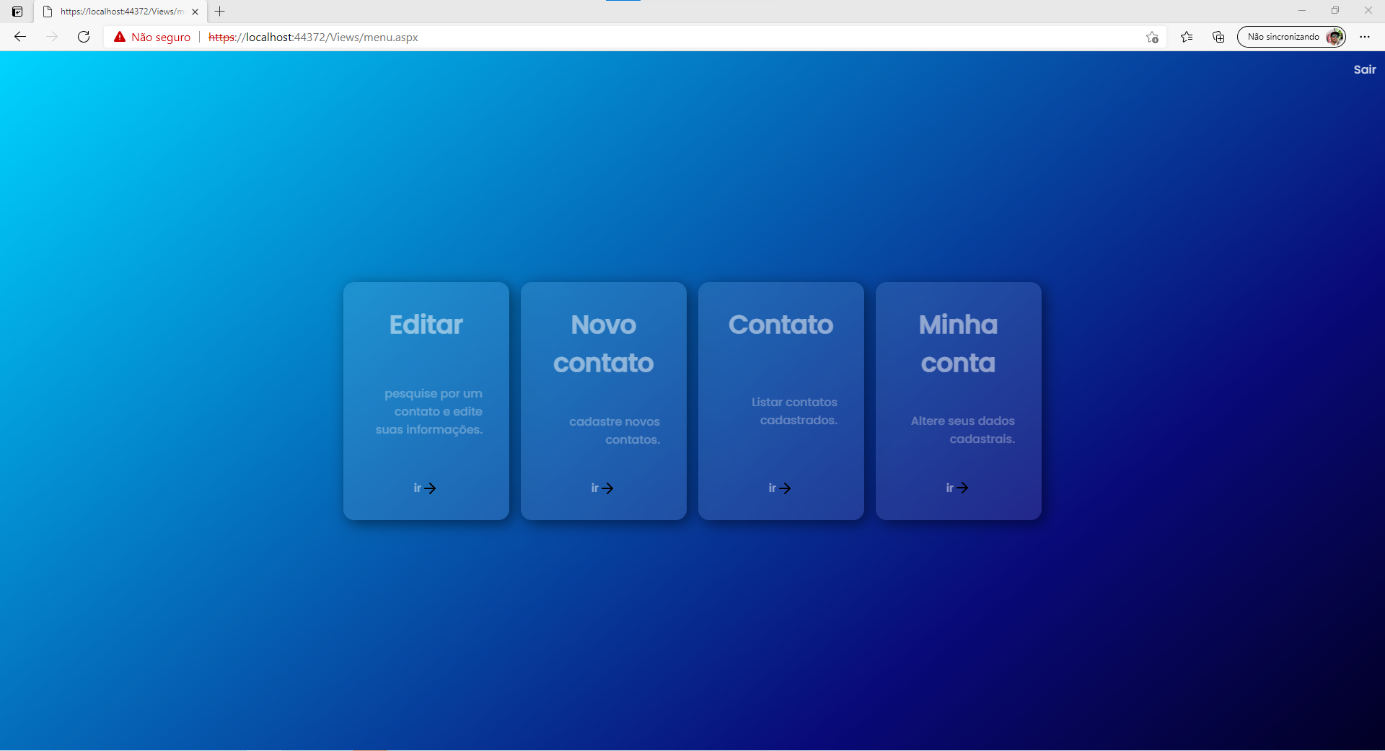 https://localhost:44372/Views/m
Não seguro | https://localhost:44372/Views/menu.aspx
Não sincronizando
Sair
Editar
pesquise por um
contato e edite
suas informações.
ir
Novo
contato
cadastre novos
contatos.
ir
Contato
Listar contatos
cadastrados.
ir
Minha
conta
Altere seus dados
cadastrais.
ir